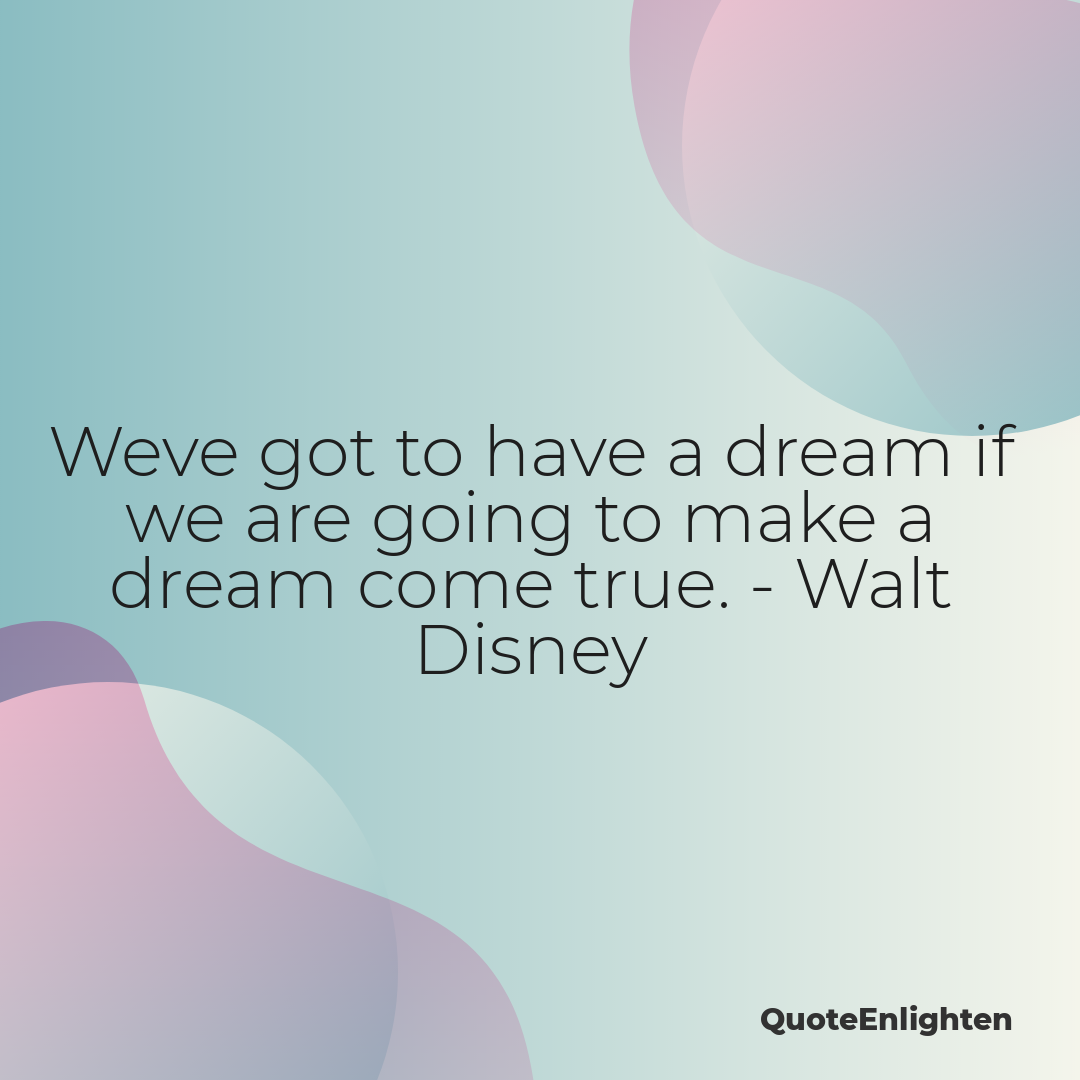 Weve got to have a dream if
we are going to make a
dream come true. - Walt
Disney
QuoteEnlighten